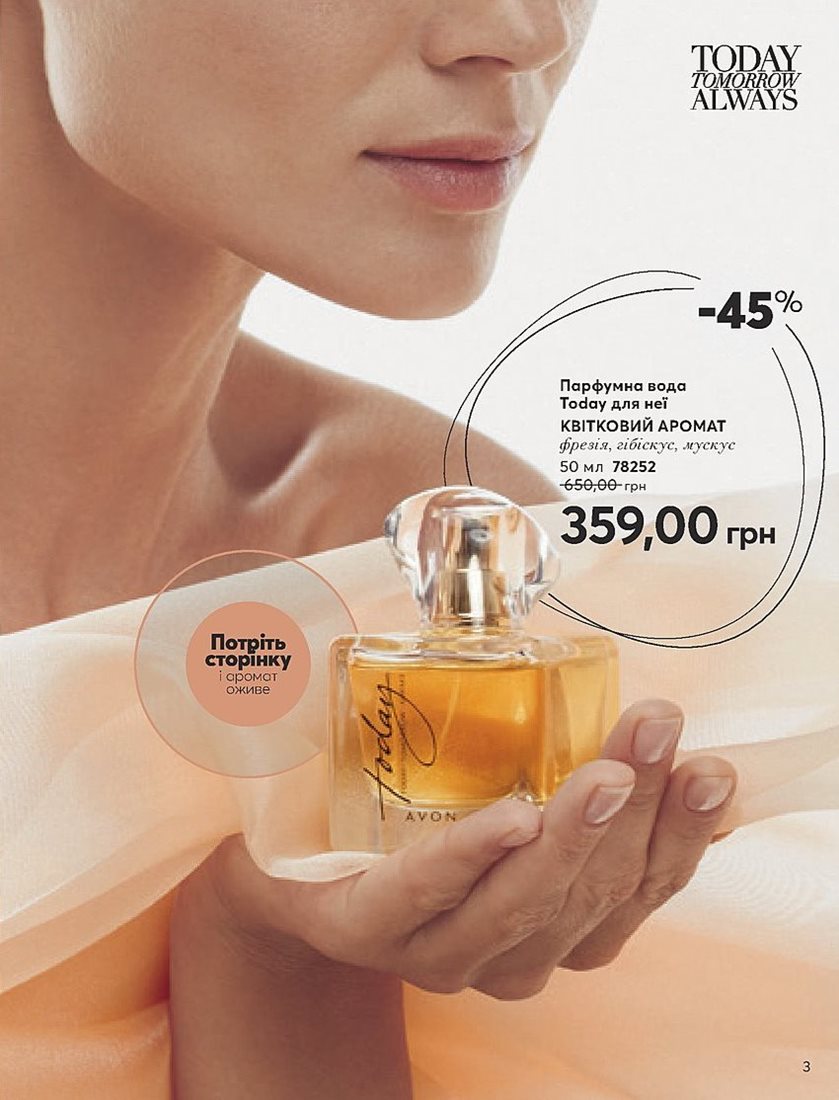 TODAY
TOMORROW
ALWAYS
-45%
Парфумна вода
Today для неї
КВІТКОВИЙ АРОМАТ
фрезія, гібіскус, мускус
50 мл 78252
650,00 грн
359,00 грн
Потріть
сторінку
і аромат
оживе
today
AVON
3